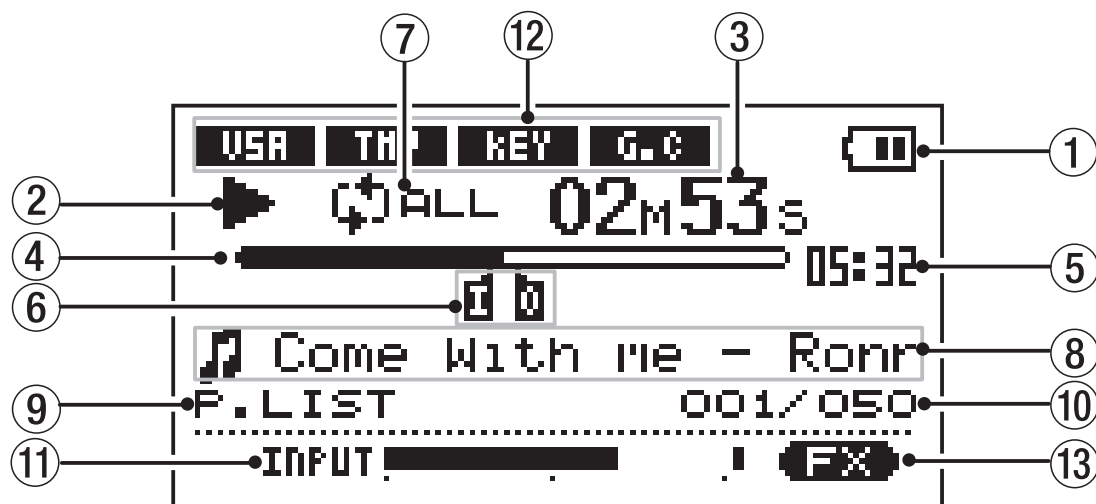 ⑦ ⑫ ③
VSA TMP KEY G.C
①
② ALL 02M53S
④ 05:32 ⑤
⑥ I O
Come With me - Ronr ⑧
⑨ P.LIST 001/050 ⑩
⑪ INPUT FX ⑬